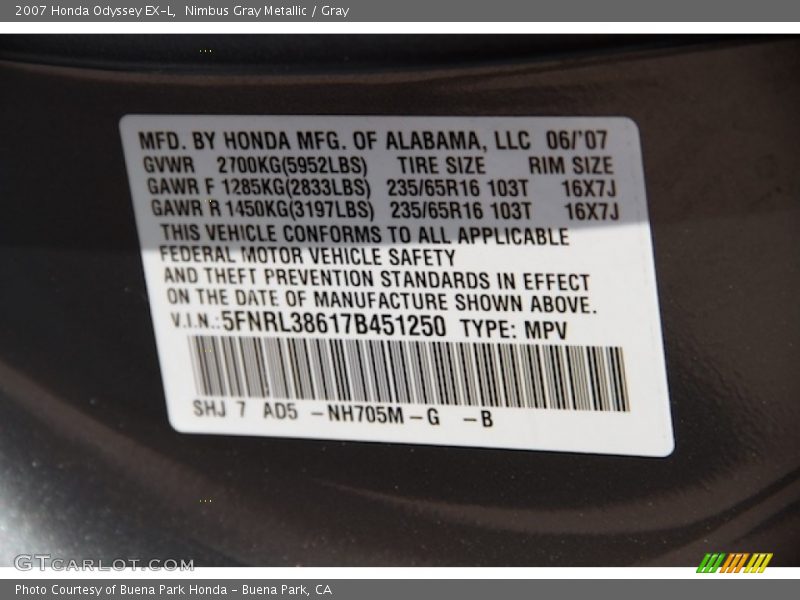 2007 Honda Odyssey EX-L, Nimbus Gray Metallic / Gray
MFD. BY HONDA MFG. OF ALABAMA, LLC 06/'07
GVWR 2700KG(5952LBS) TIRE SIZE RIM SIZE
GAWR F 1285KG(2833LBS) 235/65R16 103T 16X7J
GAWR R 1450KG(3197LBS) 235/65R16 103T 16X7J
THIS VEHICLE CONFORMS TO ALL APPLICABLE
FEDERAL MOTOR VEHICLE SAFETY
AND THEFT PREVENTION STANDARDS IN EFFECT
ON THE DATE OF MANUFACTURE SHOWN ABOVE.
V.I.N.: 5FNRL38617B451250 TYPE: MPV
SHJ 7 AD5 -NH705M-G -B
GTCARLOT.COM
Photo Courtesy of Buena Park Honda - Buena Park, CA